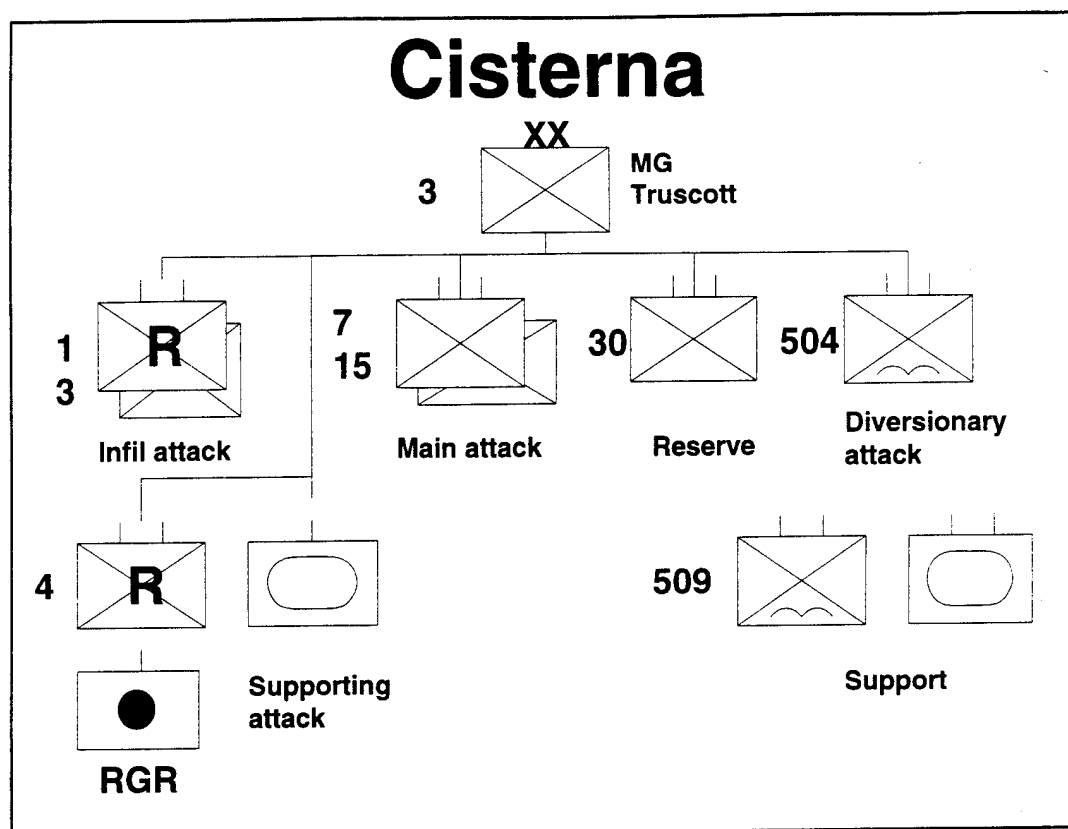 Cisterna
XX
3
MG
Truscott
1
3
R
7
15
30
504
Infil attack
Main attack
Reserve
Diversionary
attack
4
R
509
Supporting
attack
Support
RGR